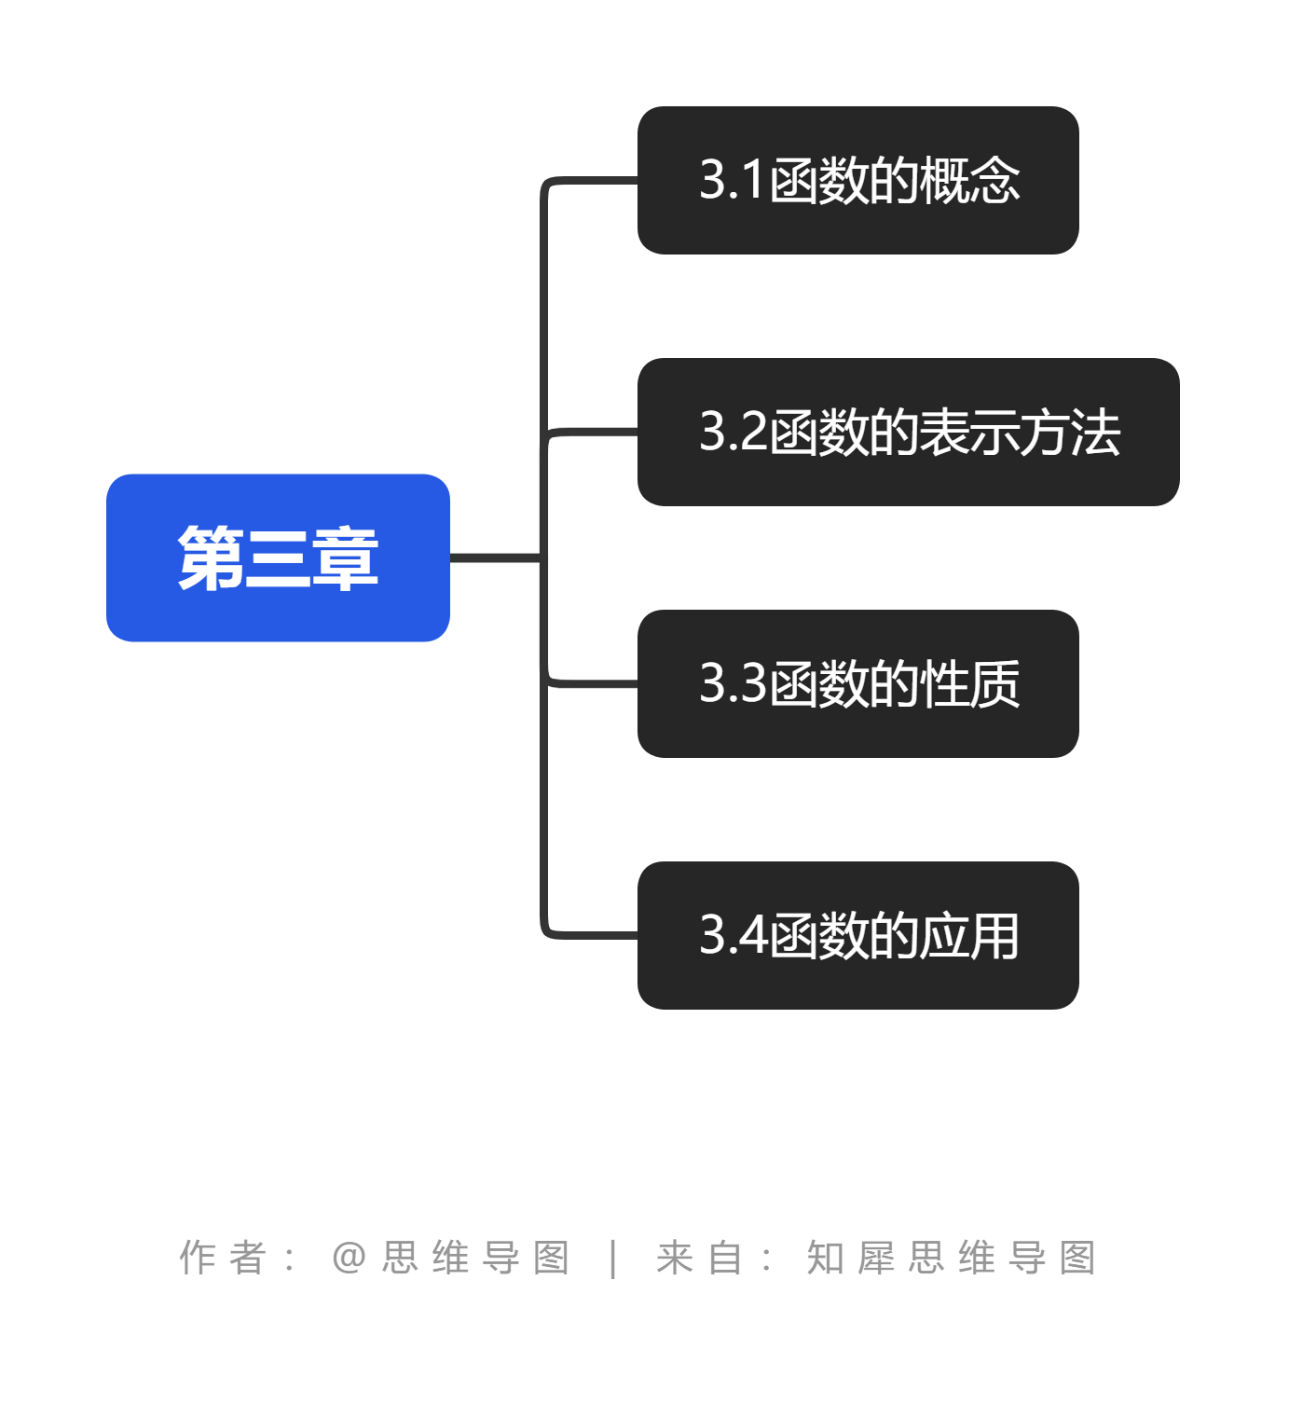 3.1函数的概念
3.2函数的表示方法
第三章
3.3函数的性质
3.4函数的应用
作者：@思维导图 | 来自：知犀思维导图